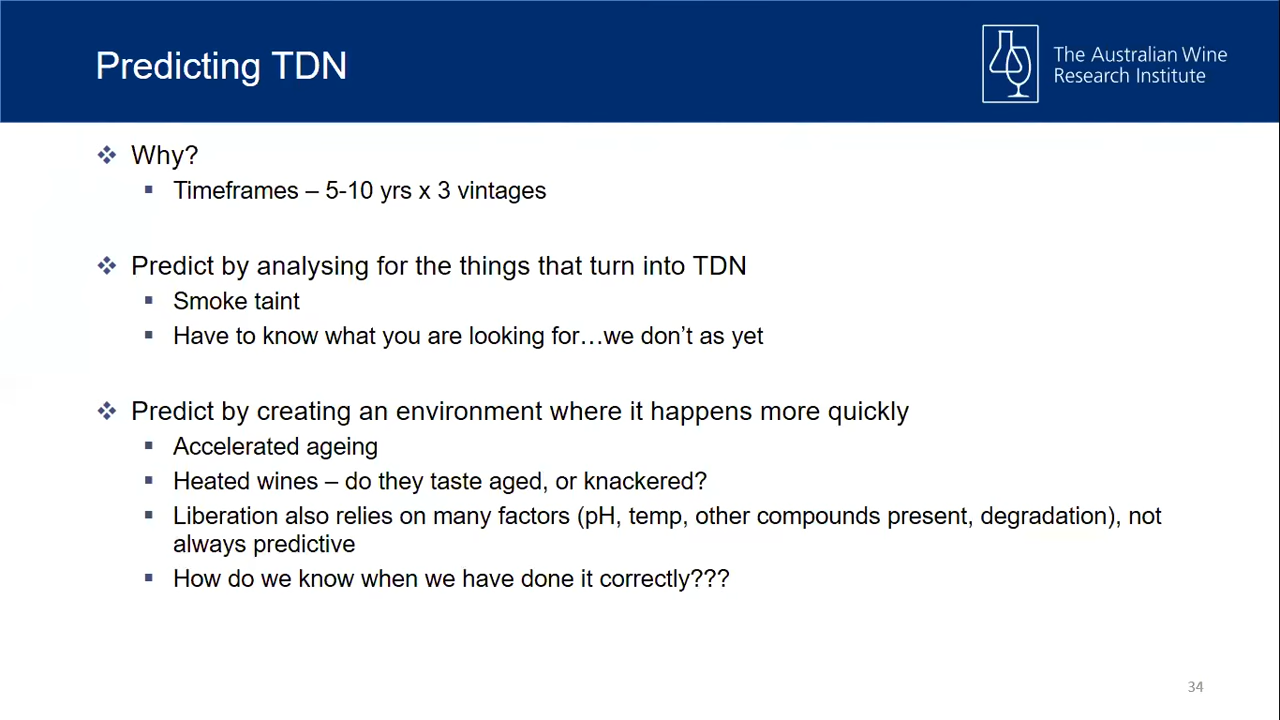 Predicting TDN
The Australian Wine
Research Institute
Why?
Timeframes – 5-10 yrs x 3 vintages
Predict by analysing for the things that turn into TDN
Smoke taint
Have to know what you are looking for…we don’t as yet
Predict by creating an environment where it happens more quickly
Accelerated ageing
Heated wines – do they taste aged, or knackered?
Liberation also relies on many factors (pH, temp, other compounds present, degradation), not
always predictive
How do we know when we have done it correctly???
34